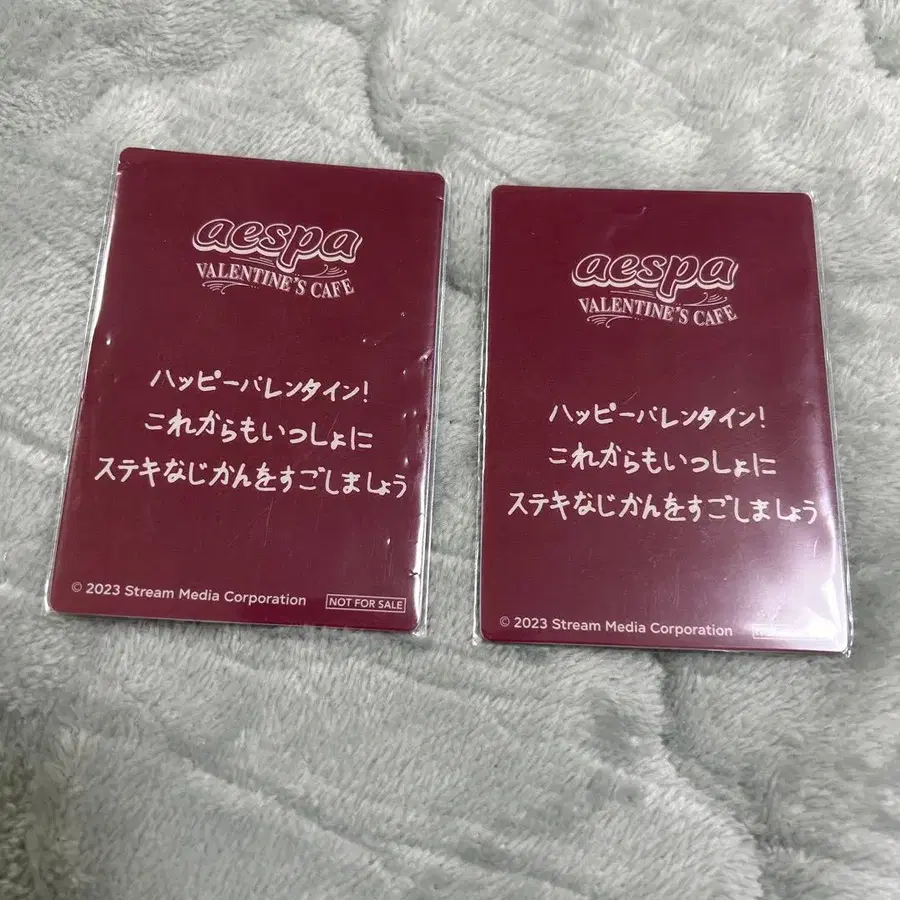 aespa
VALENTINE'S CAFE
ハッピーバレンタイン!
これからもいっしょに
ステキなじかんをすごしましょう
© 2023 Stream Media Corporation
NOT FOR SALE
aespa
VALENTINE'S CAFE
ハッピーバレンタイン!
これからもいっしょに
ステキなじかんをすごしましょう
© 2023 Stream Media Corporation